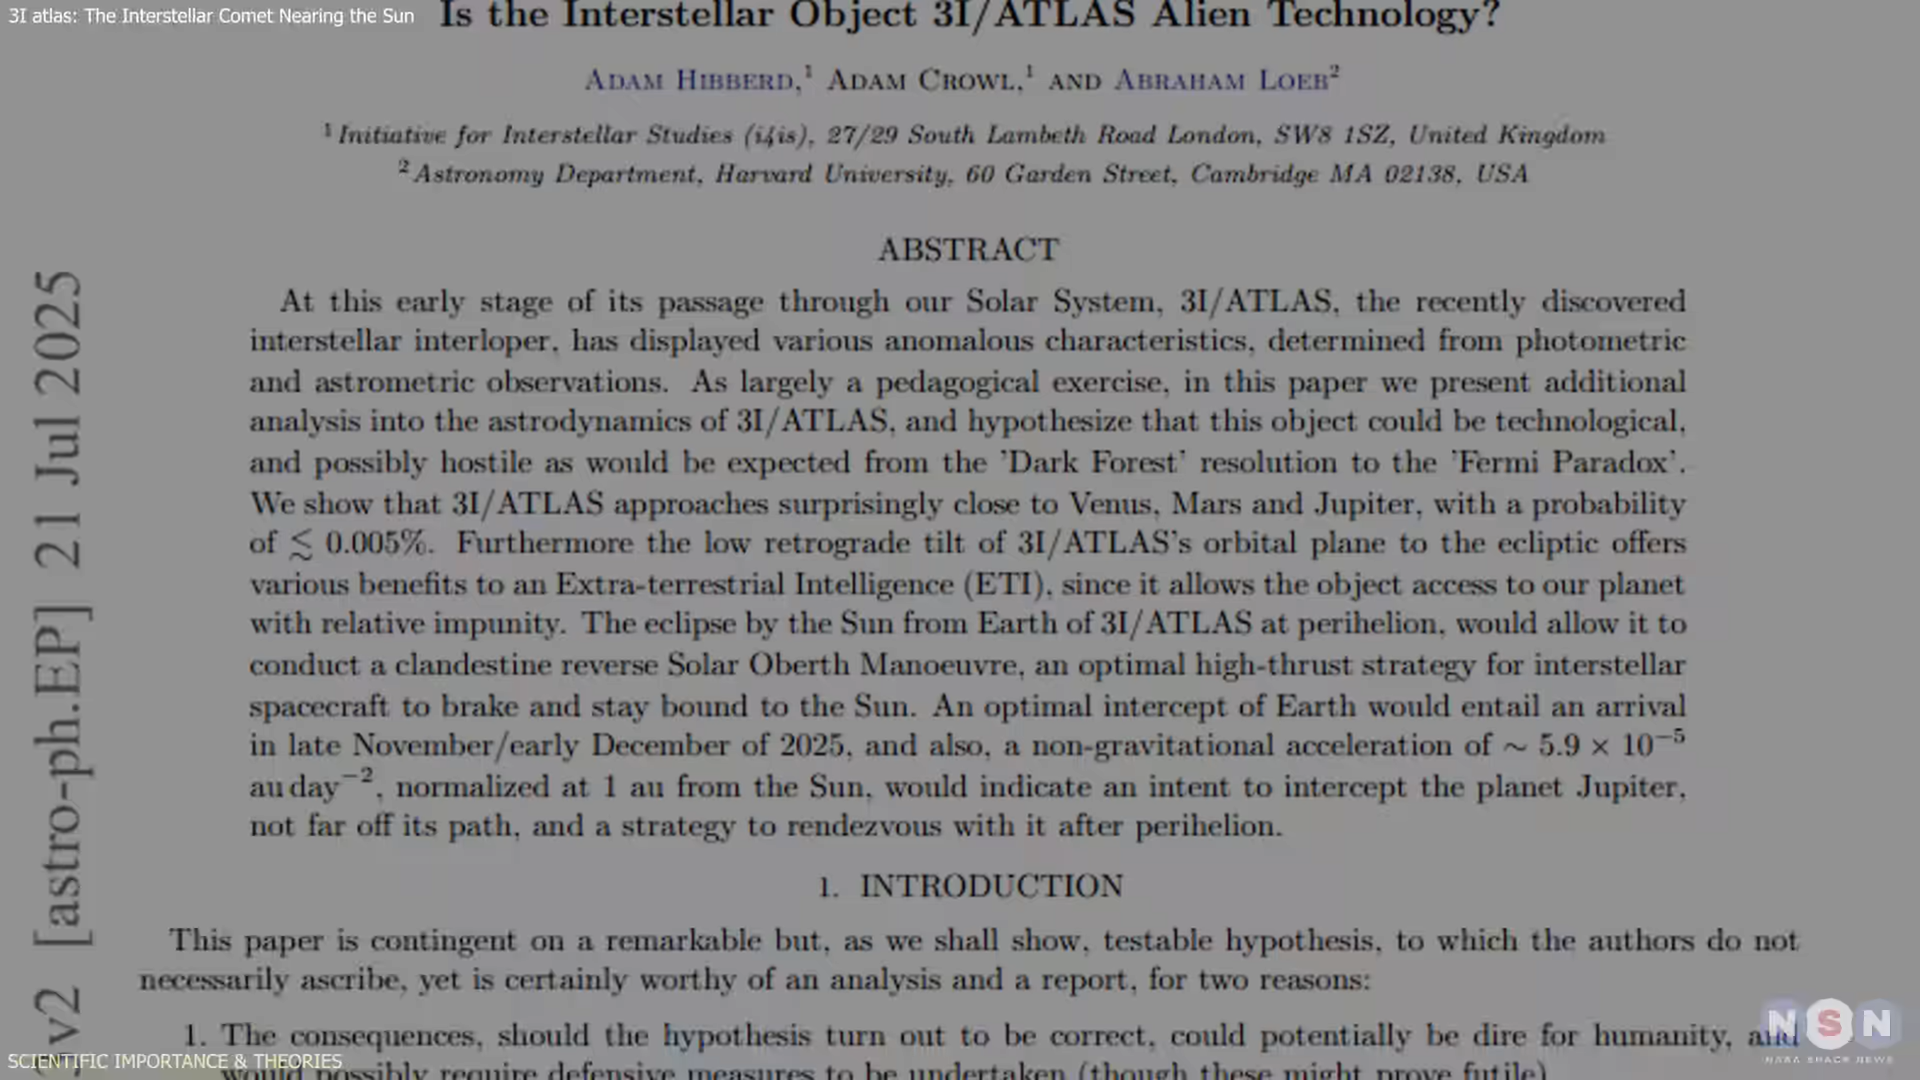 3I atlas: The Interstellar Comet Nearing the Sun
Is the Interstellar Object 3I/ATLAS Alien Technology?
ADAM HIBBERD,¹ ADAM CROWL,¹ AND ABRAHAM LOEB²
¹ Initiative for Interstellar Studies (i4is), 27/29 South Lambeth Road London, SW8 1SZ, United Kingdom
² Astronomy Department, Harvard University, 60 Garden Street, Cambridge MA 02138, USA
ABSTRACT
At this early stage of its passage through our Solar System, 3I/ATLAS, the recently discovered
interstellar interloper, has displayed various anomalous characteristics, determined from photometric
and astrometric observations. As largely a pedagogical exercise, in this paper we present additional
analysis into the astrodynamics of 3I/ATLAS, and hypothesize that this object could be technological,
and possibly hostile as would be expected from the 'Dark Forest' resolution to the 'Fermi Paradox'.
We show that 3I/ATLAS approaches surprisingly close to Venus, Mars and Jupiter, with a probability
of ≲ 0.005%. Furthermore the low retrograde tilt of 3I/ATLAS's orbital plane to the ecliptic offers
various benefits to an Extra-terrestrial Intelligence (ETI), since it allows the object access to our planet
with relative impunity. The eclipse by the Sun from Earth of 3I/ATLAS at perihelion, would allow it to
conduct a clandestine reverse Solar Oberth Manoeuvre, an optimal high-thrust strategy for interstellar
spacecraft to brake and stay bound to the Sun. An optimal intercept of Earth would entail an arrival
in late November/early December of 2025, and also, a non-gravitational acceleration of ~ 5.9 × 10⁻⁵
au day⁻², normalized at 1 au from the Sun, would indicate an intent to intercept the planet Jupiter,
not far off its path, and a strategy to rendezvous with it after perihelion.
1. INTRODUCTION
This paper is contingent on a remarkable but, as we shall show, testable hypothesis, to which the authors do not
necessarily ascribe, yet is certainly worthy of an analysis and a report, for two reasons:
1. The consequences, should the hypothesis turn out to be correct, could potentially be dire for humanity, and
would possibly require defensive measures to be undertaken (though these might prove futile)
v2 [astro-ph.EP] 21 Jul 2025
SCIENTIFIC IMPORTANCE & THEORIES
NSN
NASA SPACE NEWS